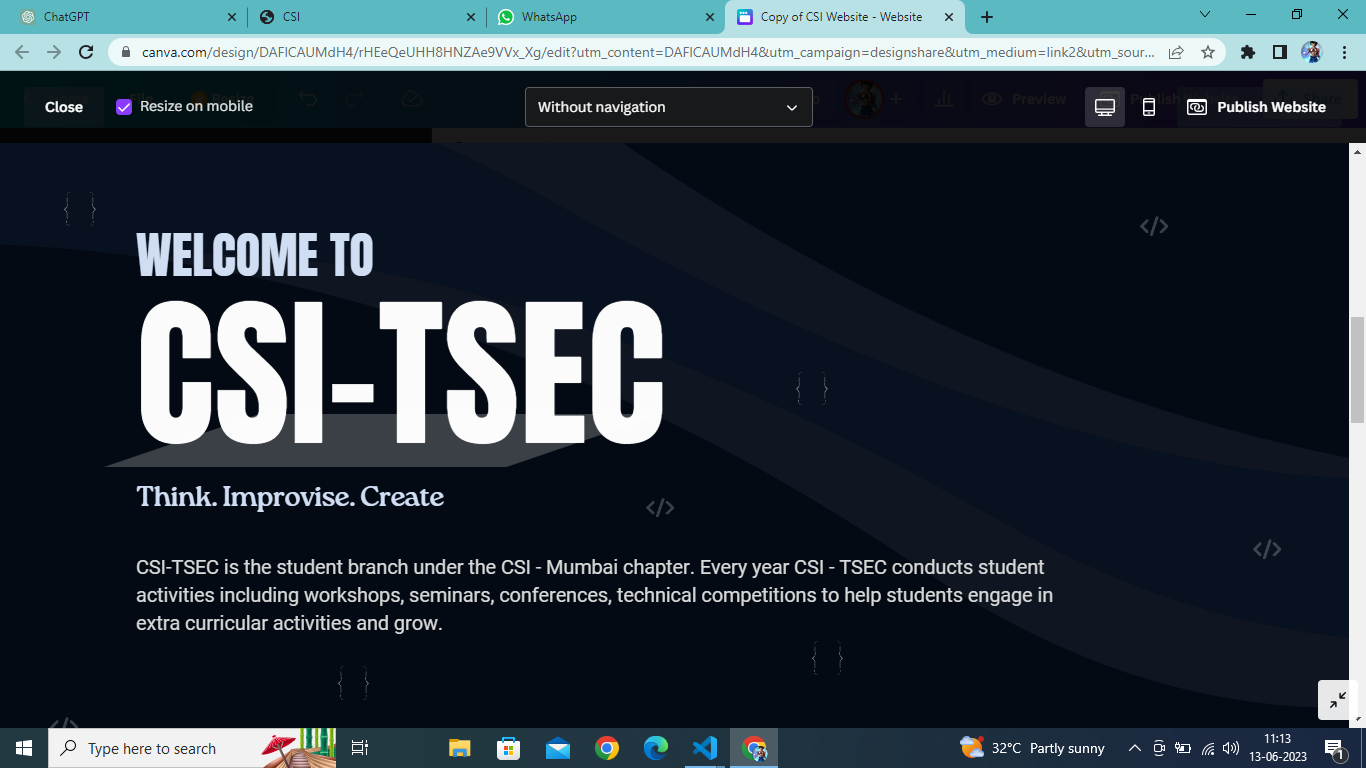 ChatGPT
CSI
WhatsApp
Copy of CSI Website - Website
canva.com/design/DAFlCAUMdH4/rHEeQeUHH8HNZAe9VVx_Xg/edit?utm_content=DAFlCAUMdH4&utm_campaign=designshare&utm_medium=link2&utm_sour...
Close
Resize on mobile
Without navigation
Preview
Publish Website
{ }
</>
WELCOME TO
CSI-TSEC
{ }
Think. Improvise. Create
</>
</>
CSI-TSEC is the student branch under the CSI - Mumbai chapter. Every year CSI - TSEC conducts student
activities including workshops, seminars, conferences, technical competitions to help students engage in
extra curricular activities and grow.
{ }
{ }
</>
Type here to search
32°C Partly sunny
11:13
13-06-2023
1